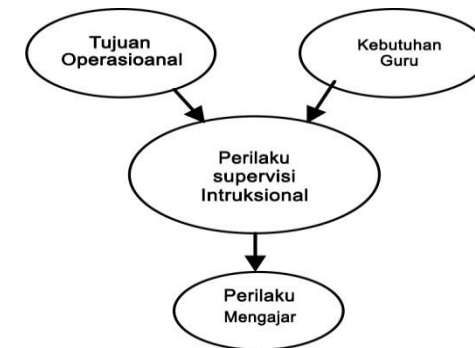 Tujuan
Operasioanal
Kebutuhan
Guru
Perilaku
supervisi
Intruksional
Perilaku
Mengajar